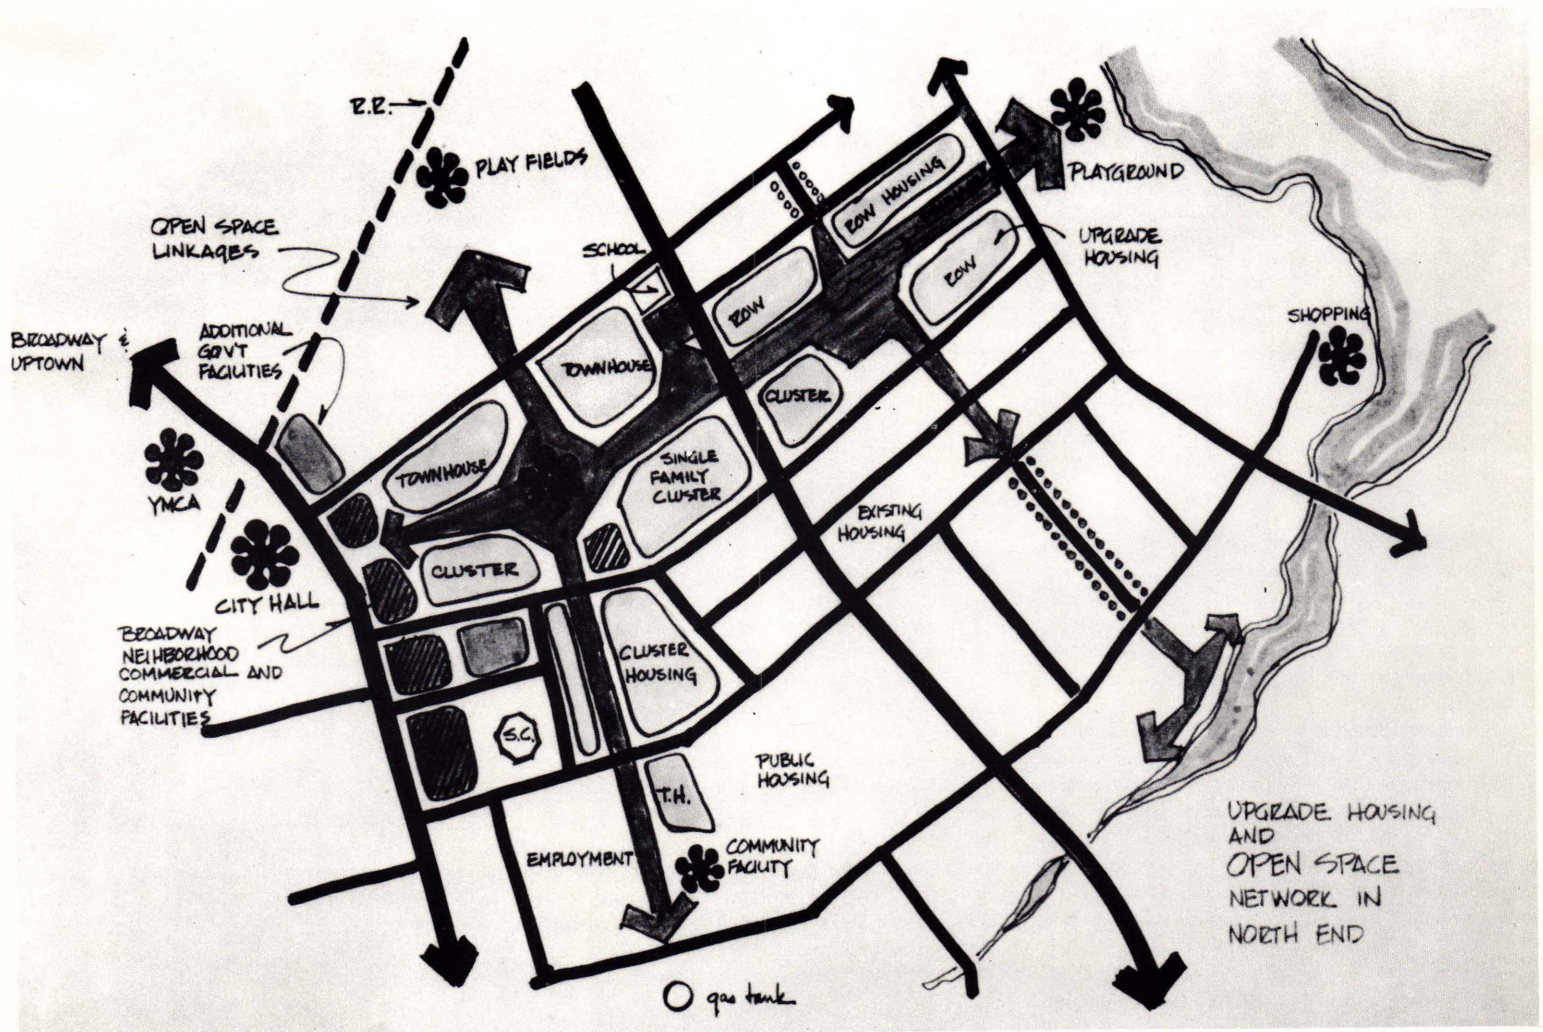 R.R.
PLAY FIELDS
OPEN SPACE
LINKAGES
SCHOOL
ROW HOUSING
PLAYGROUND
UPGRADE
HOUSING
ROW
ROW
SHOPPING
BROADWAY &
UPTOWN
ADDITIONAL
GOV'T
FACILITIES
TOWNHOUSE
CLUSTER
TOWNHOUSE
SINGLE
FAMILY
CLUSTER
YMCA
EXISTING
HOUSING
CLUSTER
CITY HALL
BROADWAY
NEIHBORHOOD
COMMERCIAL AND
COMMUNITY
FACILITIES
CLUSTER
HOUSING
S.C.
PUBLIC
HOUSING
T.H.
EMPLOYMENT
COMMUNITY
FACILITY
UPGRADE HOUSING
AND
OPEN SPACE
NETWORK IN
NORTH END
gas tank